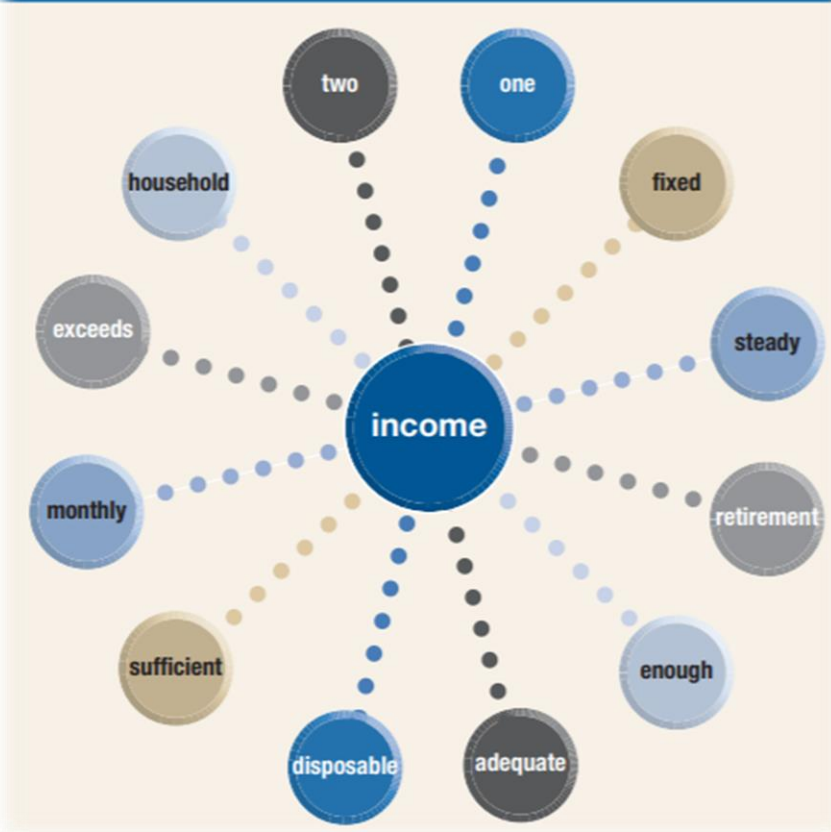 two
one
household
fixed
exceeds
steady
income
monthly
retirement
sufficient
enough
disposable
adequate